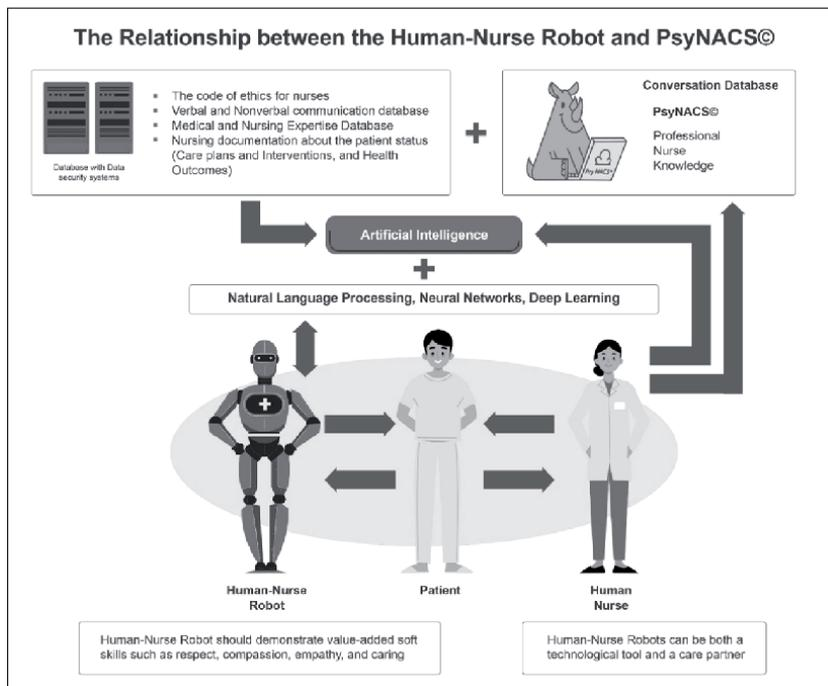 The Relationship between the Human-Nurse Robot and PsyNACS©
The code of ethics for nurses
Verbal and Nonverbal communication database
Medical and Nursing Expertise Database
Nursing documentation about the patient status
(Care plans and Interventions, and Health
Outcomes)
Database with Data
security systems
+
Conversation Database
PsyNACS©
Professional
Nurse
Knowledge
Psy NACS©
Artificial Intelligence
+
Natural Language Processing, Neural Networks, Deep Learning
Human-Nurse
Robot
Patient
Human
Nurse
Human-Nurse Robot should demonstrate value-added soft
skills such as respect, compassion, empathy, and caring
Human-Nurse Robots can be both a
technological tool and a care partner